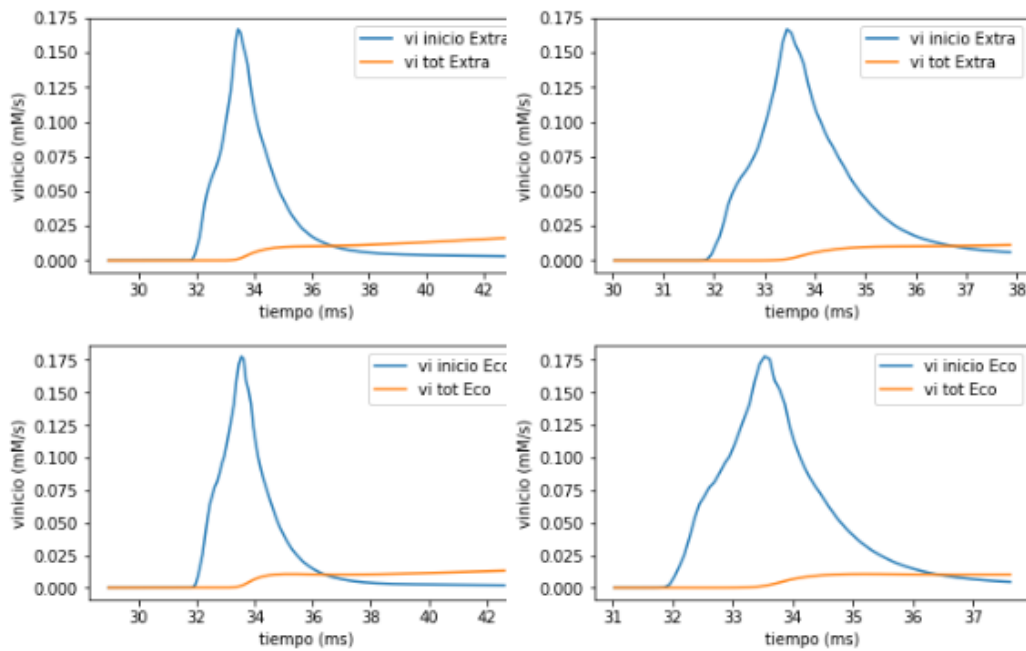 0.175
0.150
0.125
0.100
0.075
0.050
0.025
0.000
vinicio (mM/s)
vi inicio Extra
vi tot Extra
30 32 34 36 38 40 42
tiempo (ms)
0.175
0.150
0.125
0.100
0.075
0.050
0.025
0.000
vinicio (mM/s)
vi inicio Extra
vi tot Extra
30 31 32 33 34 35 36 37 38
tiempo (ms)
0.175
0.150
0.125
0.100
0.075
0.050
0.025
0.000
vinicio (mM/s)
vi inicio Eco
vi tot Eco
30 32 34 36 38 40 42
tiempo (ms)
0.175
0.150
0.125
0.100
0.075
0.050
0.025
0.000
vinicio (mM/s)
vi inicio Eco
vi tot Eco
31 32 33 34 35 36 37
tiempo (ms)